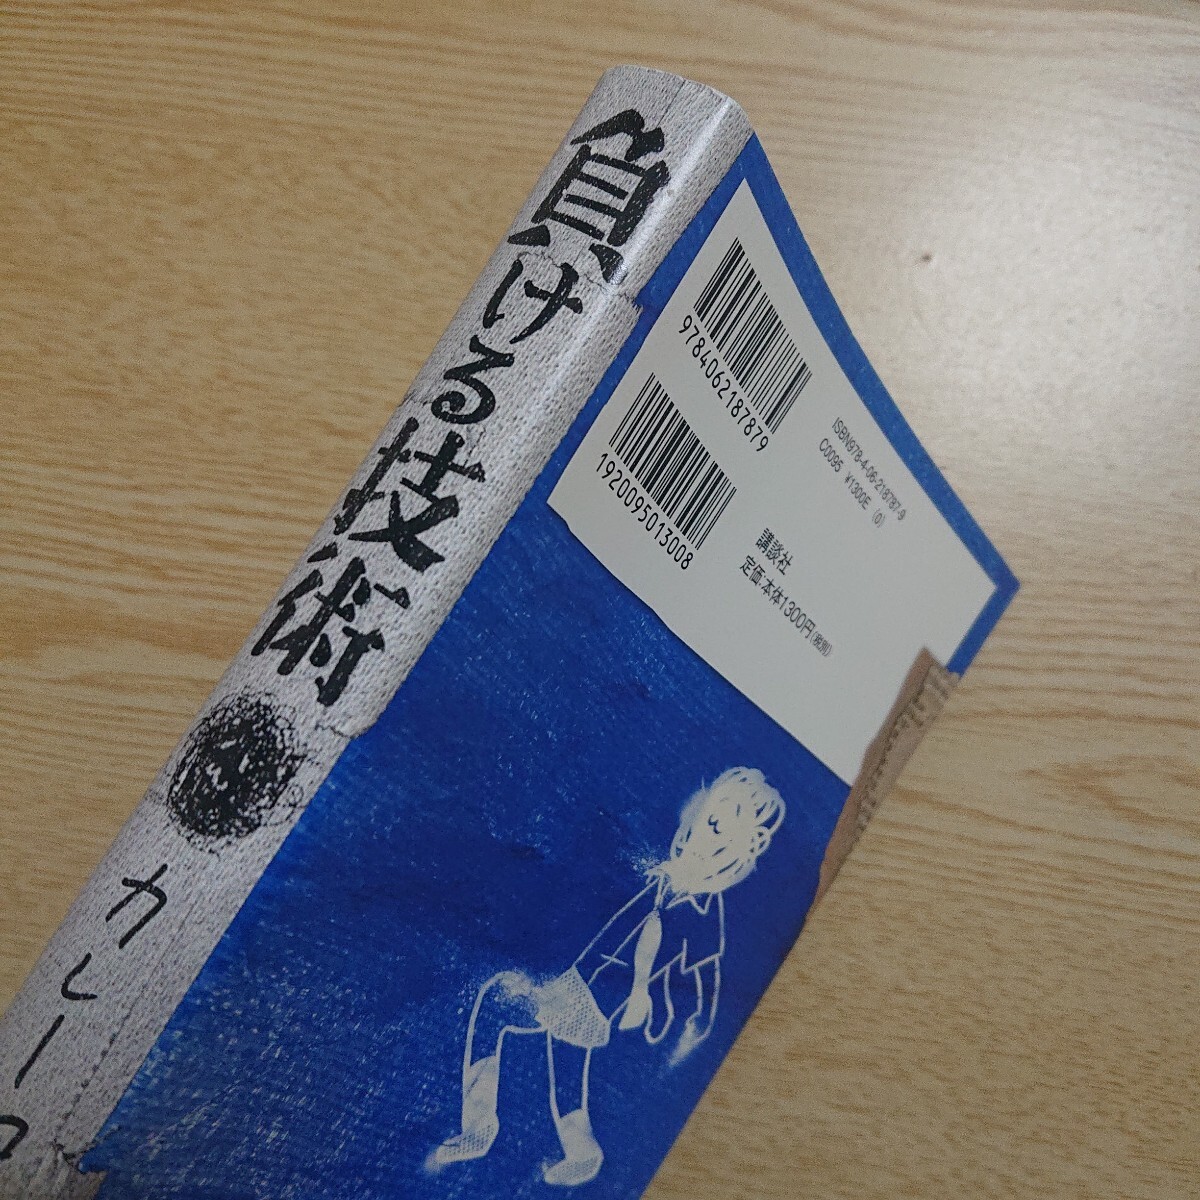 負ける技術
カレー
9784062187879
1920095013008
ISBN978-4-06-218787-9
C0095 ¥1300E (0)
講談社
定価:本体1300円(税別)